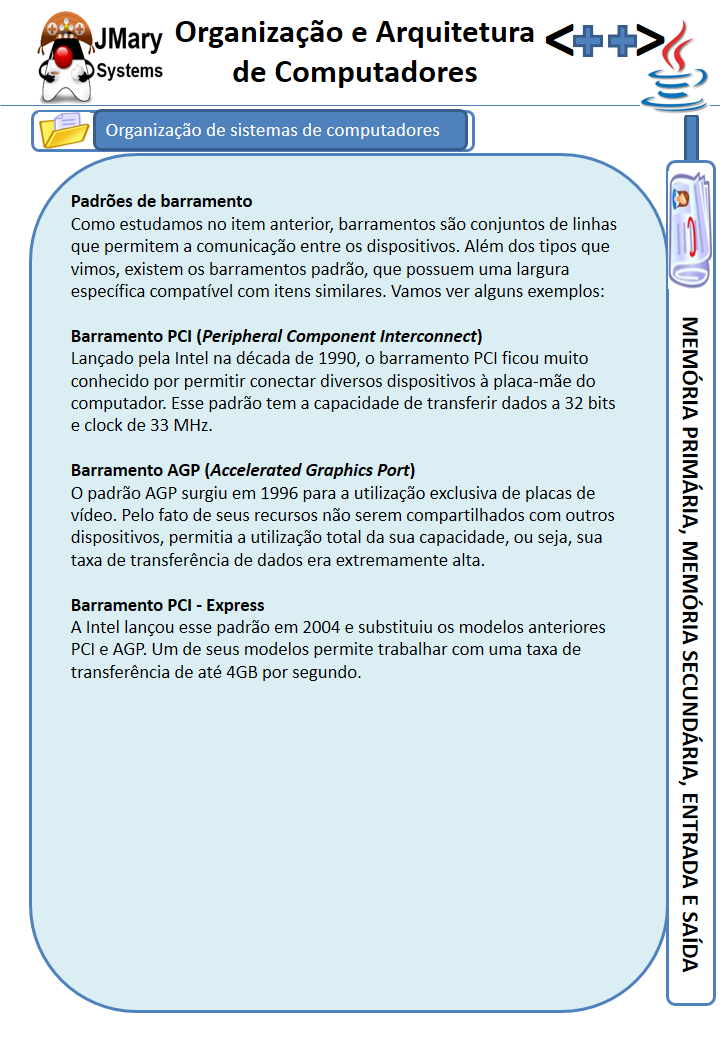 JMary
Systems
Organização e Arquitetura
de Computadores
<++>
Organização de sistemas de computadores
Padrões de barramento
Como estudamos no item anterior, barramentos são conjuntos de linhas
que permitem a comunicação entre os dispositivos. Além dos tipos que
vimos, existem os barramentos padrão, que possuem uma largura
específica compatível com itens similares. Vamos ver alguns exemplos:
Barramento PCI (Peripheral Component Interconnect)
Lançado pela Intel na década de 1990, o barramento PCI ficou muito
conhecido por permitir conectar diversos dispositivos à placa-mãe do
computador. Esse padrão tem a capacidade de transferir dados a 32 bits
e clock de 33 MHz.
Barramento AGP (Accelerated Graphics Port)
O padrão AGP surgiu em 1996 para a utilização exclusiva de placas de
vídeo. Pelo fato de seus recursos não serem compartilhados com outros
dispositivos, permitia a utilização total da sua capacidade, ou seja, sua
taxa de transferência de dados era extremamente alta.
Barramento PCI - Express
A Intel lançou esse padrão em 2004 e substituiu os modelos anteriores
PCI e AGP. Um de seus modelos permite trabalhar com uma taxa de
transferência de até 4GB por segundo.
MEMÓRIA PRIMÁRIA, MEMÓRIA SECUNDÁRIA, ENTRADA E SAÍDA